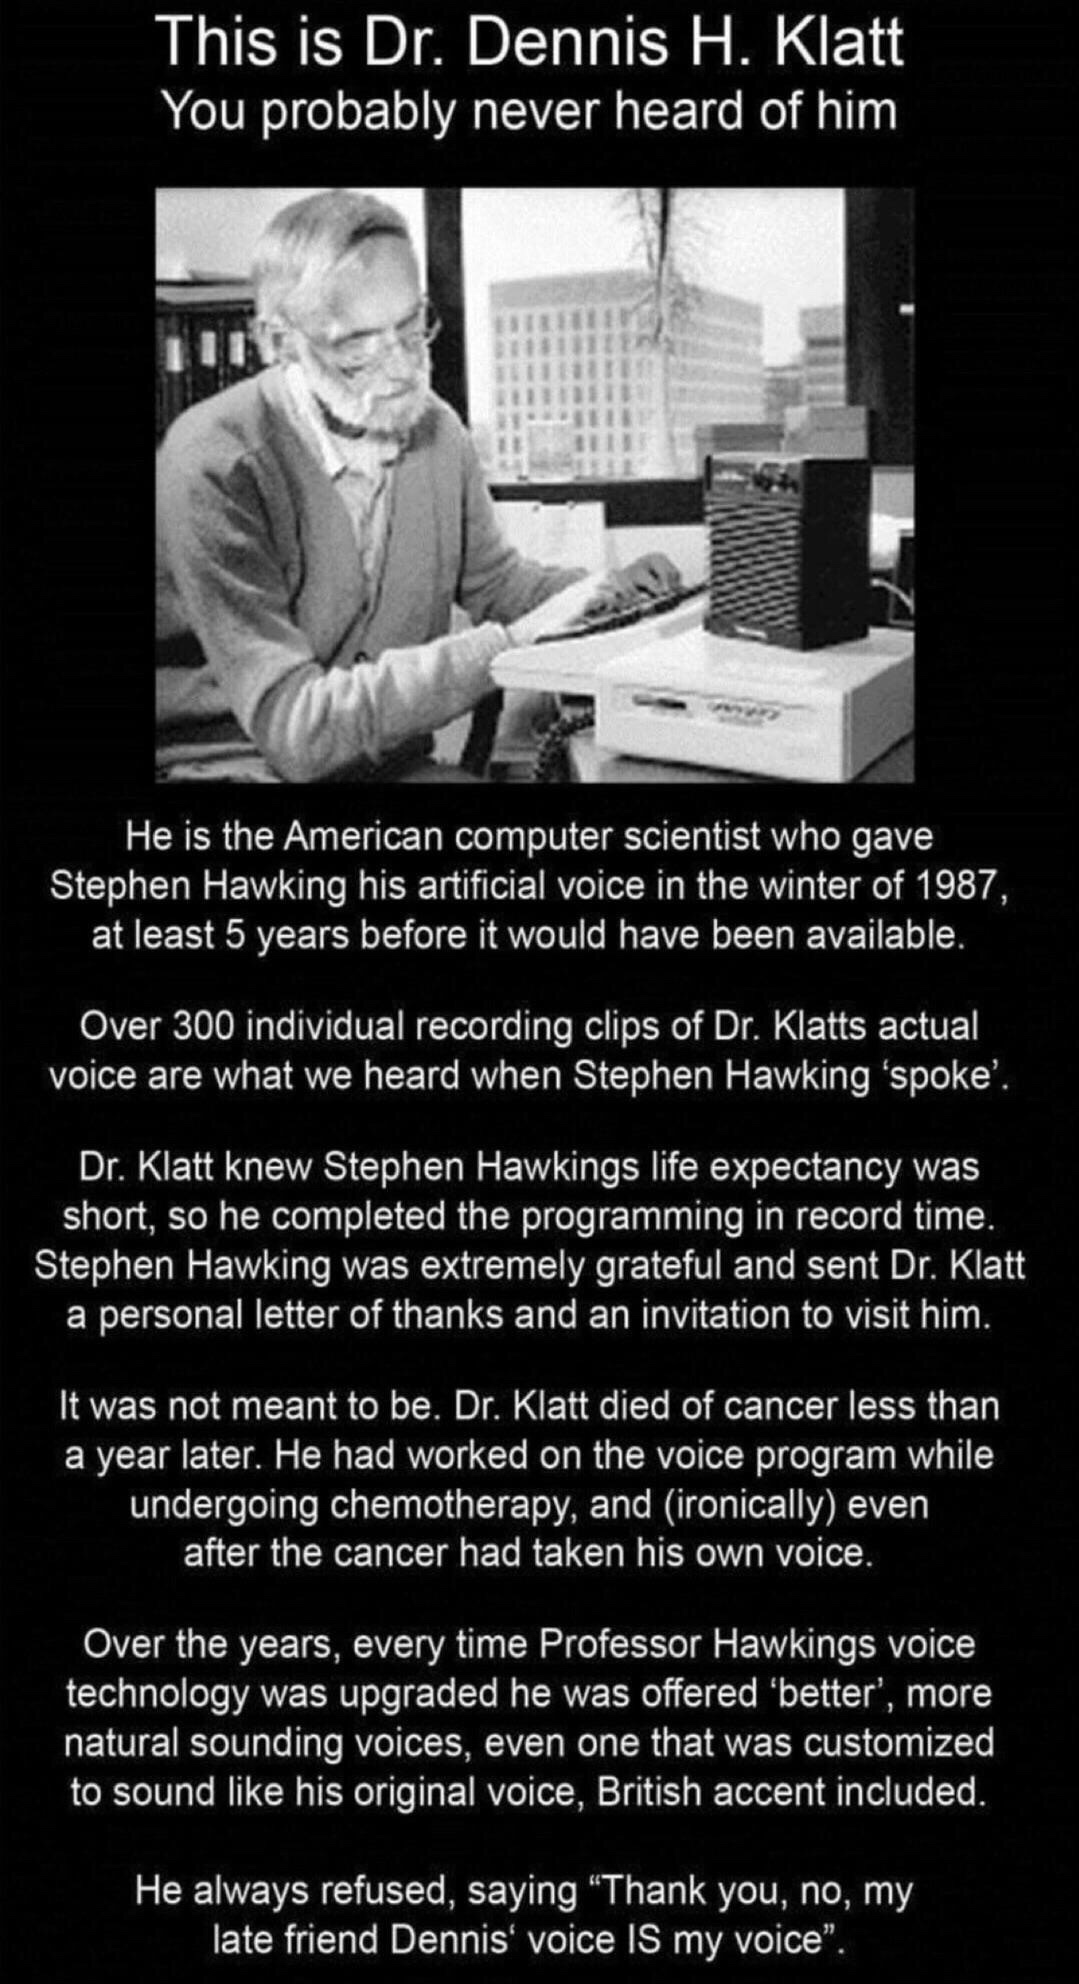 This is Dr. Dennis H. Klatt
You probably never heard of him
He is the American computer scientist who gave
Stephen Hawking his artificial voice in the winter of 1987,
at least 5 years before it would have been available.
Over 300 individual recording clips of Dr. Klatts actual
voice are what we heard when Stephen Hawking ‘spoke’.
Dr. Klatt knew Stephen Hawkings life expectancy was
short, so he completed the programming in record time.
Stephen Hawking was extremely grateful and sent Dr. Klatt
a personal letter of thanks and an invitation to visit him.
It was not meant to be. Dr. Klatt died of cancer less than
a year later. He had worked on the voice program while
undergoing chemotherapy, and (ironically) even
after the cancer had taken his own voice.
Over the years, every time Professor Hawkings voice
technology was upgraded he was offered ‘better’, more
natural sounding voices, even one that was customized
to sound like his original voice, British accent included.
He always refused, saying “Thank you, no, my
late friend Dennis‘ voice IS my voice”.